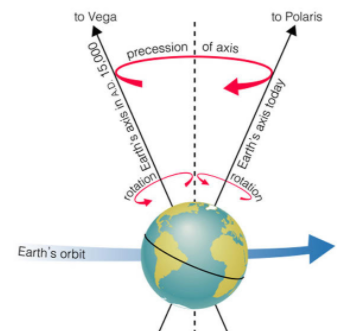 to Vega
to Polaris
precession of axis
Earth's axis in A.D. 15,000
Earth's axis today
rotation
rotation
Earth's orbit